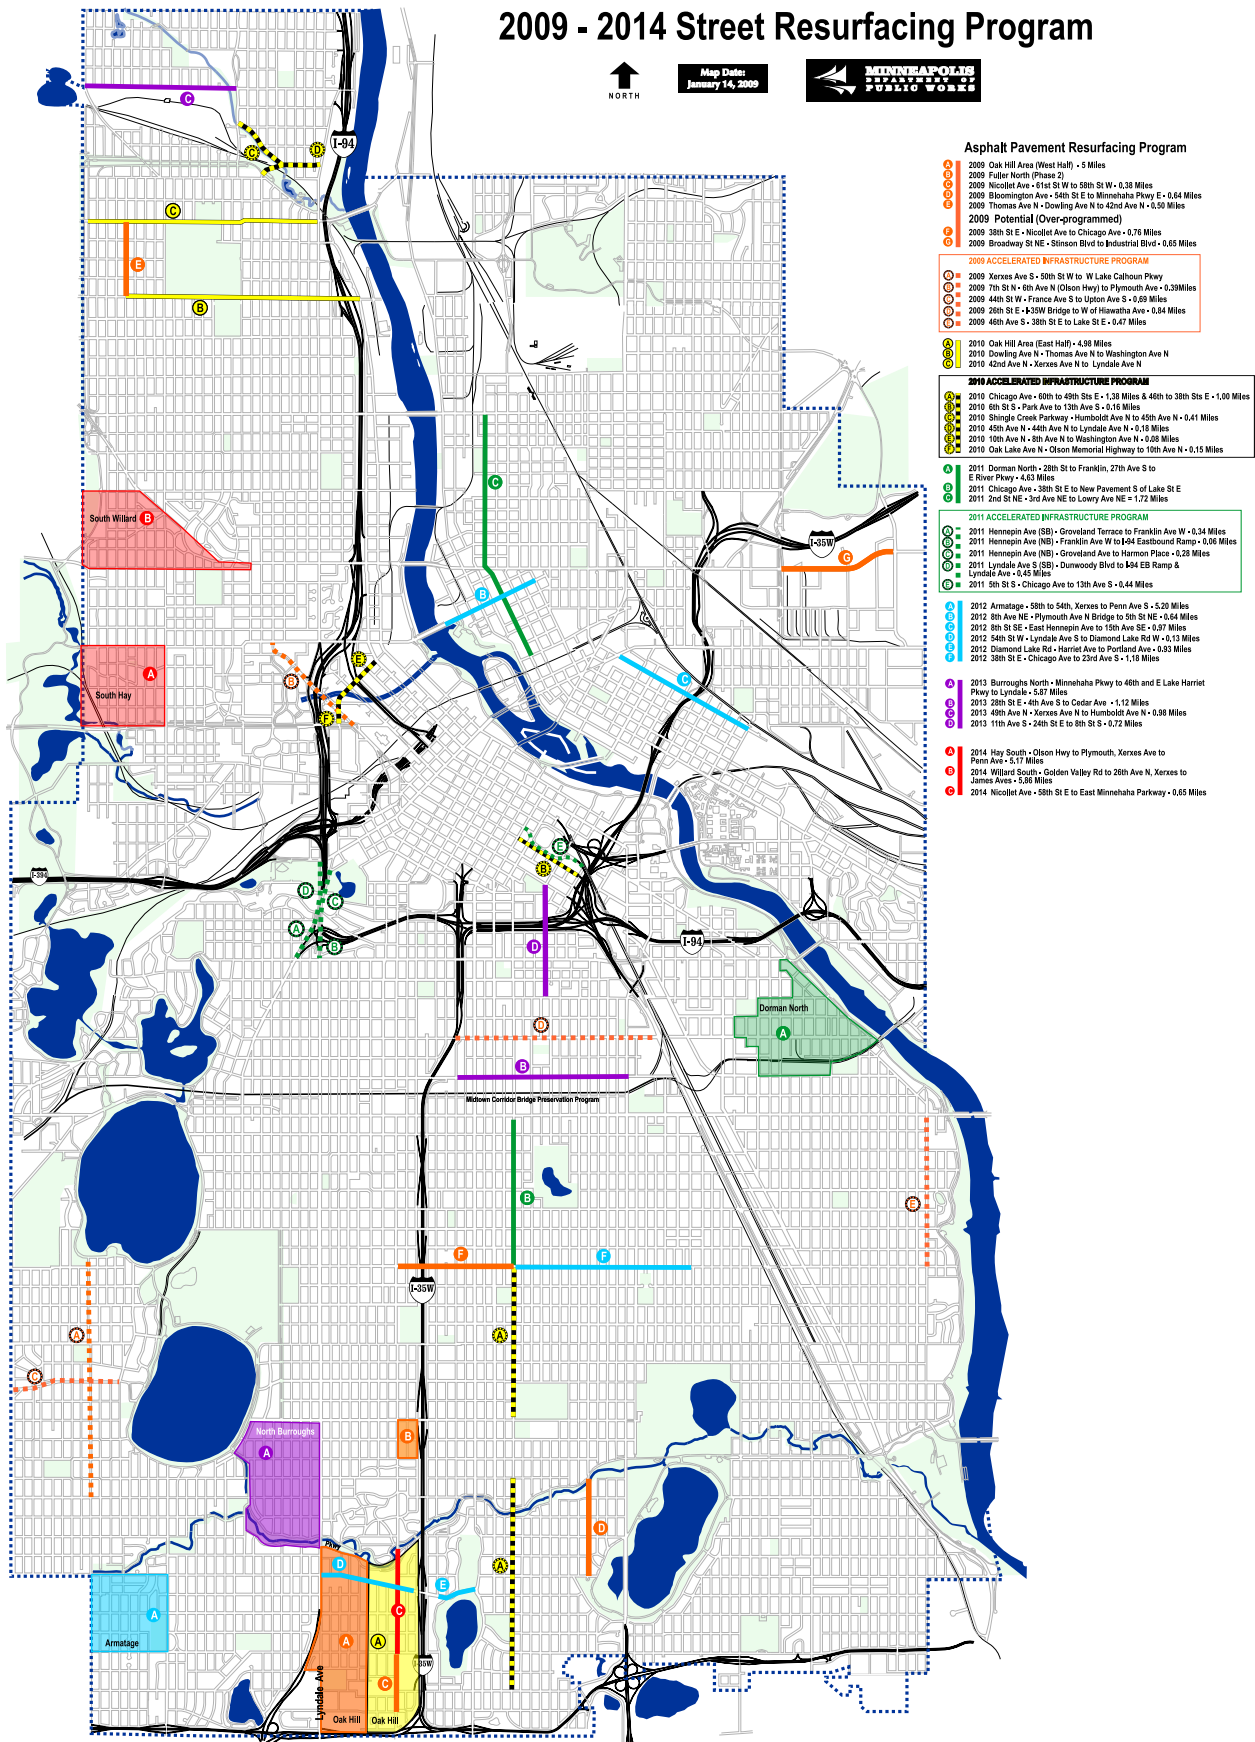 2009 - 2014 Street Resurfacing Program
NORTH
Map Date:
January 14, 2009
MINNEAPOLIS
DEPARTMENT OF
PUBLIC WORKS
Asphalt Pavement Resurfacing Program
A 2009 Oak Hill Area (West Half) - 5 Miles
B 2009 Fuller North (Phase 2)
C 2009 Nicollet Ave - 61st St W to 58th St W - 0.38 Miles
D 2009 Bloomington Ave - 54th St E to Minnehaha Pkwy E - 0.64 Miles
E 2009 Thomas Ave N - Dowling Ave N to 42nd Ave N - 0.50 Miles
2009 Potential (Over-programmed)
F 2009 38th St E - Nicollet Ave to Chicago Ave - 0.76 Miles
G 2009 Broadway St NE - Stinson Blvd to Industrial Blvd - 0.65 Miles
2009 ACCELERATED INFRASTRUCTURE PROGRAM
A 2009 Xerxes Ave S - 50th St W to W Lake Calhoun Pkwy
B 2009 7th St N - 6th Ave N (Olson Hwy) to Plymouth Ave - 0.39Miles
C 2009 44th St W - France Ave S to Upton Ave S - 0.69 Miles
D 2009 26th St E - I-35W Bridge to W of Hiawatha Ave - 0.84 Miles
E 2009 46th Ave S - 38th St E to Lake St E - 0.47 Miles
A 2010 Oak Hill Area (East Half) - 4.98 Miles
B 2010 Dowling Ave N - Thomas Ave N to Washington Ave N
C 2010 42nd Ave N - Xerxes Ave N to Lyndale Ave N
2010 ACCELERATED INFRASTRUCTURE PROGRAM
A 2010 Chicago Ave - 60th to 49th Sts E - 1.38 Miles & 46th to 38th Sts E - 1.00 Miles
B 2010 6th St S - Park Ave to 13th Ave S - 0.16 Miles
C 2010 Shingle Creek Parkway - Humboldt Ave N to 45th Ave N - 0.41 Miles
D 2010 45th Ave N - 44th Ave N to Lyndale Ave N - 0.18 Miles
E 2010 10th Ave N - 8th Ave N to Washington Ave N - 0.08 Miles
F 2010 Oak Lake Ave N - Olson Memorial Highway to 10th Ave N - 0.15 Miles
A 2011 Dorman North - 28th St to Franklin, 27th Ave S to
E River Pkwy - 4.63 Miles
B 2011 Chicago Ave - 38th St E to New Pavement S of Lake St E
C 2011 2nd St NE - 3rd Ave NE to Lowry Ave NE = 1.72 Miles
2011 ACCELERATED INFRASTRUCTURE PROGRAM
A 2011 Hennepin Ave (SB) - Groveland Terrace to Franklin Ave W - 0.34 Miles
B 2011 Hennepin Ave (NB) - Franklin Ave W to I-94 Eastbound Ramp - 0.06 Miles
C 2011 Hennepin Ave (NB) - Groveland Ave to Harmon Place - 0.28 Miles
D 2011 Lyndale Ave S (SB) - Dunwoody Blvd to I-94 EB Ramp &
Lyndale Ave - 0.45 Miles
E 2011 5th St S - Chicago Ave to 13th Ave S - 0.44 Miles
A 2012 Armatage - 58th to 54th, Xerxes to Penn Ave S - 5.20 Miles
B 2012 8th Ave NE - Plymouth Ave N Bridge to 5th St NE - 0.64 Miles
C 2012 8th St SE - East Hennepin Ave to 15th Ave SE - 0.97 Miles
D 2012 54th St W - Lyndale Ave S to Diamond Lake Rd W - 0.13 Miles
E 2012 Diamond Lake Rd - Harriet Ave to Portland Ave - 0.93 Miles
F 2012 38th St E - Chicago Ave to 23rd Ave S - 1.18 Miles
A 2013 Burroughs North - Minnehaha Pkwy to 46th and E Lake Harriet
Pkwy to Lyndale - 5.87 Miles
B 2013 28th St E - 4th Ave S to Cedar Ave - 1.12 Miles
C 2013 49th Ave N - Xerxes Ave N to Humboldt Ave N - 0.98 Miles
D 2013 11th Ave S - 24th St E to 8th St S - 0.72 Miles
A 2014 Hay South - Olson Hwy to Plymouth, Xerxes Ave to
Penn Ave - 5.17 Miles
B 2014 Willard South - Golden Valley Rd to 26th Ave N, Xerxes to
James Aves - 5.86 Miles
C 2014 Nicollet Ave - 58th St E to East Minnehaha Parkway - 0.65 Miles
C
C
D
I-94
C
E
B
C
South Willard B
I-35W
G
B
A
South Hay
E
B
F
C
E
B
I-394
D
C
A
B
D
I-94
Dorman North
A
D
B
Midtown Corridor Bridge Preservation Program
B
E
F
F
I-35W
A
A
C
North Burroughs
A
B
D
Pkwy
D
A
E
A
Armatage
C
A
A
I-35W
C
Lyndale Ave
Oak Hill
Oak Hill